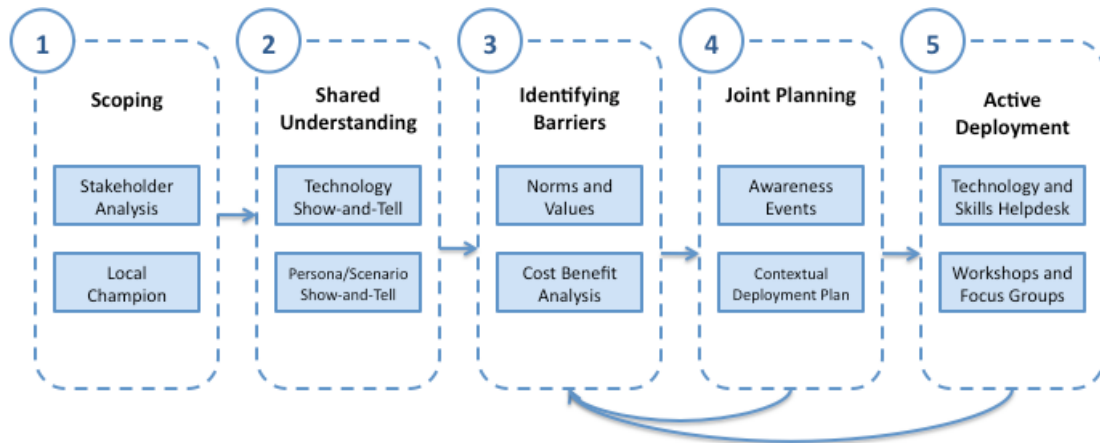 1
Scoping
Stakeholder
Analysis
Local
Champion
2
Shared
Understanding
Technology
Show-and-Tell
Persona/Scenario
Show-and-Tell
3
Identifying
Barriers
Norms and
Values
Cost Benefit
Analysis
4
Joint Planning
Awareness
Events
Contextual
Deployment Plan
5
Active
Deployment
Technology and
Skills Helpdesk
Workshops and
Focus Groups